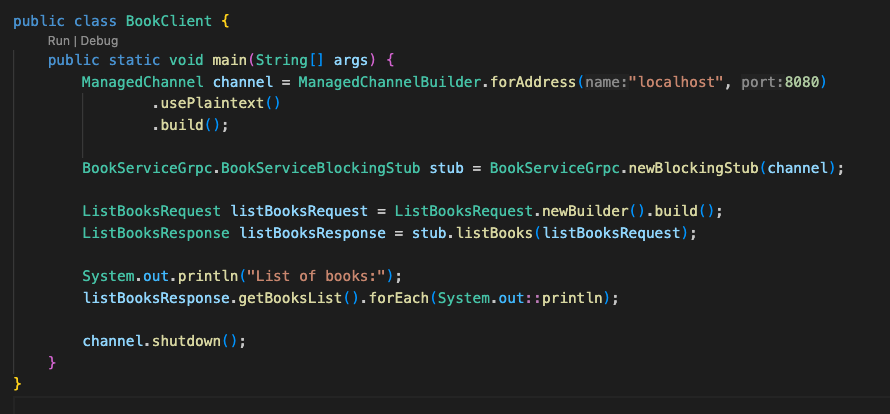 public class BookClient {
Run | Debug
public static void main(String[] args) {
ManagedChannel channel = ManagedChannelBuilder.forAddress(name:"localhost", port:8080)
.usePlaintext()
.build();
BookServiceGrpc.BookServiceBlockingStub stub = BookServiceGrpc.newBlockingStub(channel);
ListBooksRequest listBooksRequest = ListBooksRequest.newBuilder().build();
ListBooksResponse listBooksResponse = stub.listBooks(listBooksRequest);
System.out.println("List of books:");
listBooksResponse.getBooksList().forEach(System.out::println);
channel.shutdown();
}
}